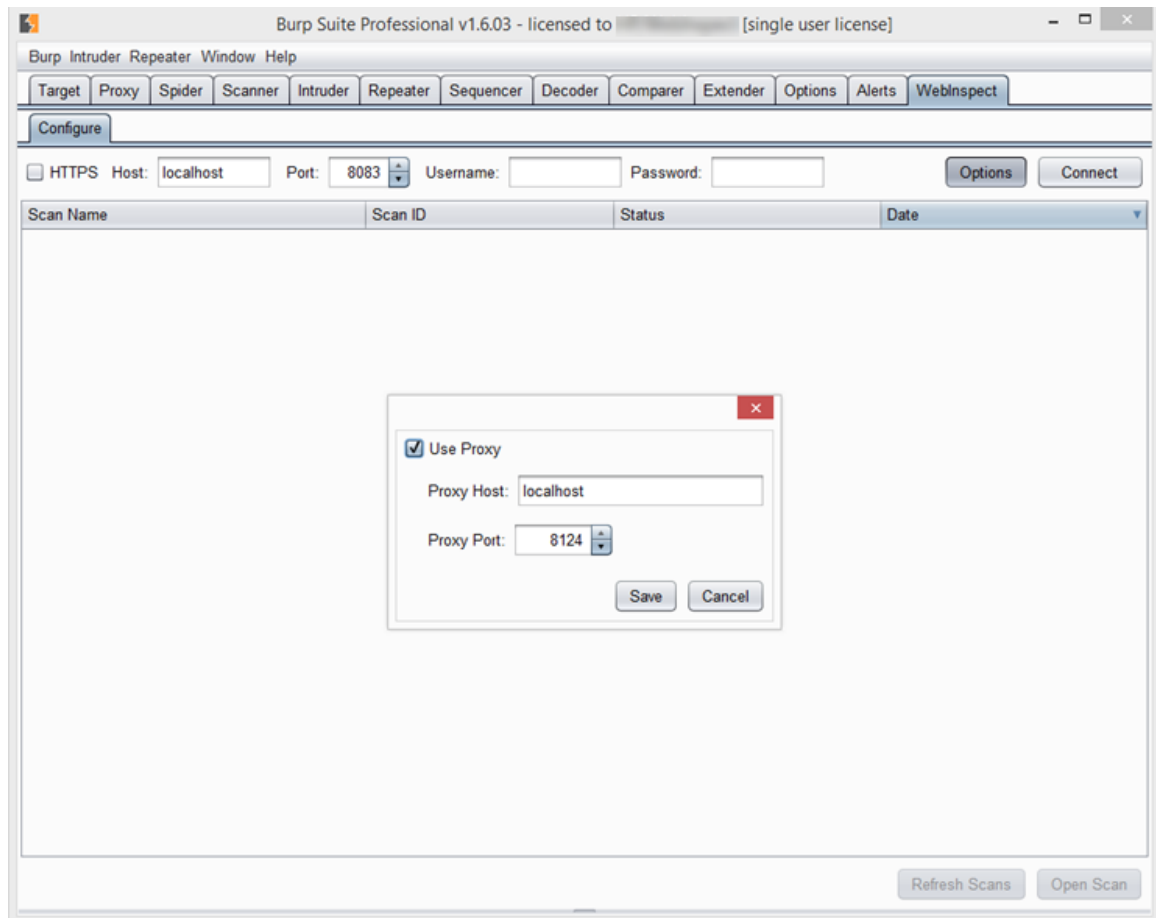 Burp Suite Professional v1.6.03 - licensed to [single user license]
Burp Intruder Repeater Window Help
Target Proxy Spider Scanner Intruder Repeater Sequencer Decoder Comparer Extender Options Alerts WebInspect
Configure
HTTPS Host: localhost Port: 8083 Username: Password: Options Connect
Scan Name Scan ID Status Date
Use Proxy
Proxy Host: localhost
Proxy Port: 8124
Save Cancel
Refresh Scans Open Scan